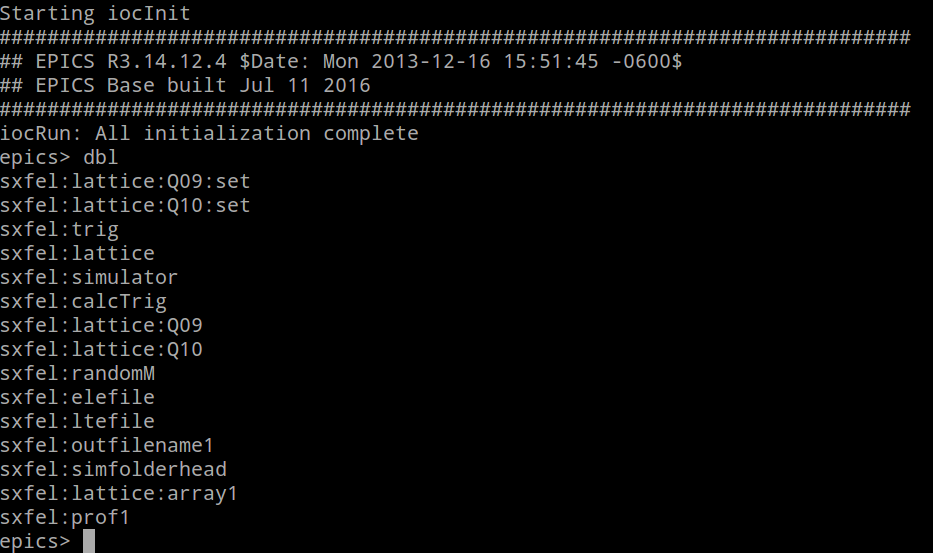 Starting iocInit
############################################################################
## EPICS R3.14.12.4 $Date: Mon 2013-12-16 15:51:45 -0600$
## EPICS Base built Jul 11 2016
############################################################################
iocRun: All initialization complete
epics> dbl
sxfel:lattice:Q09:set
sxfel:lattice:Q10:set
sxfel:trig
sxfel:lattice
sxfel:simulator
sxfel:calcTrig
sxfel:lattice:Q09
sxfel:lattice:Q10
sxfel:randomM
sxfel:elefile
sxfel:ltefile
sxfel:outfilename1
sxfel:simfolderhead
sxfel:lattice:array1
sxfel:prof1
epics>